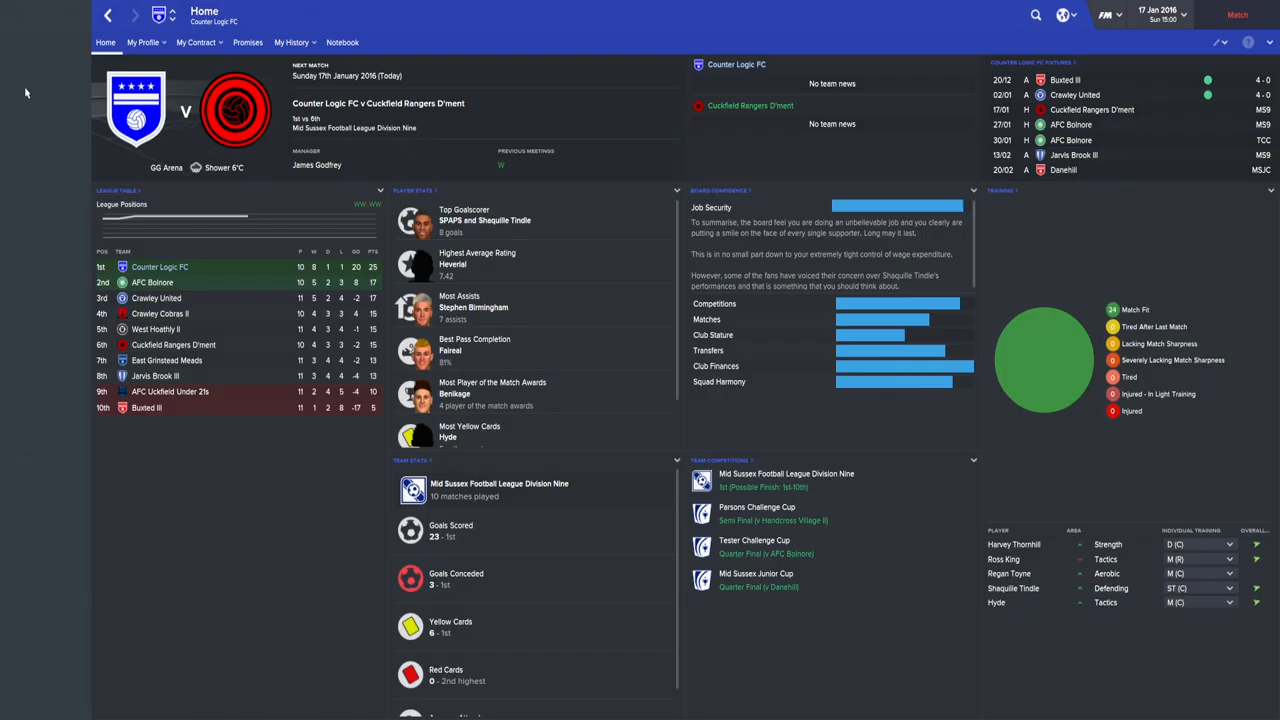 Home
Counter Logic FC
FM
17 Jan 2016
Sun 15:00
Match
Home
My Profile
My Contract
Promises
My History
Notebook
NEXT MATCH
Sunday 17th January 2016 (Today)
Counter Logic FC v Cuckfield Rangers D'ment
1st vs 6th
Mid Sussex Football League Division Nine
V
MANAGER
James Godfrey
PREVIOUS MEETINGS
W
GG Arena
Shower 6°C
Counter Logic FC
No team news
Cuckfield Rangers D'ment
No team news
COUNTER LOGIC FC FIXTURES
20/12 A Buxted III 4 - 0
02/01 A Crawley United 4 - 0
17/01 H Cuckfield Rangers D'ment MS9
27/01 H AFC Bolnore MS9
30/01 H AFC Bolnore TCC
13/02 A Jarvis Brook III MS9
20/02 A Danehill MSJC
LEAGUE TABLE
League Positions
WW WW
POS TEAM P W D L GD PTS
1st Counter Logic FC 10 8 1 1 20 25
2nd AFC Bolnore 10 5 2 3 8 17
3rd Crawley United 11 5 2 4 -2 17
4th Crawley Cobras II 10 4 3 3 4 15
5th West Hoathly II 11 4 3 4 -1 15
6th Cuckfield Rangers D'ment 10 4 3 3 -2 15
7th East Grinstead Meads 11 3 4 4 -2 13
8th Jarvis Brook III 11 3 4 4 -4 13
9th AFC Uckfield Under 21s 11 2 4 5 -4 10
10th Buxted III 11 1 2 8 -17 5
PLAYER STATS
Top Goalscorer
SPAPS and Shaquille Tindle
8 goals
Highest Average Rating
Heverial
7.42
Most Assists
Stephen Birmingham
7 assists
Best Pass Completion
Faireal
81%
Most Player of the Match Awards
Benikage
4 player of the match awards
Most Yellow Cards
Hyde
BOARD CONFIDENCE
Job Security
To summarise, the board feel you are doing an unbelievable job and you clearly are
putting a smile on the face of every single supporter. Long may it last.
This is in no small part down to your extremely tight control of wage expenditure.
However, some of the fans have voiced their concern over Shaquille Tindle's
performances and that is something that you should think about.
Competitions
Matches
Club Stature
Transfers
Club Finances
Squad Harmony
TRAINING
24 Match Fit
0 Tired After Last Match
0 Lacking Match Sharpness
0 Severely Lacking Match Sharpness
0 Tired
0 Injured - In Light Training
0 Injured
TEAM STATS
Mid Sussex Football League Division Nine
10 matches played
Goals Scored
23 - 1st
Goals Conceded
3 - 1st
Yellow Cards
6 - 1st
Red Cards
0 - 2nd highest
TEAM COMPETITIONS
Mid Sussex Football League Division Nine
1st (Possible Finish: 1st-10th)
Parsons Challenge Cup
Semi Final (v Handcross Village II)
Tester Challenge Cup
Quarter Final (v AFC Bolnore)
Mid Sussex Junior Cup
Quarter Final (v Danehill)
PLAYER AREA INDIVIDUAL TRAINING OVERALL...
Harvey Thornhill Strength D (C)
Ross King Tactics M (R)
Regan Toyne Aerobic M (C)
Shaquille Tindle Defending ST (C)
Hyde Tactics M (C)